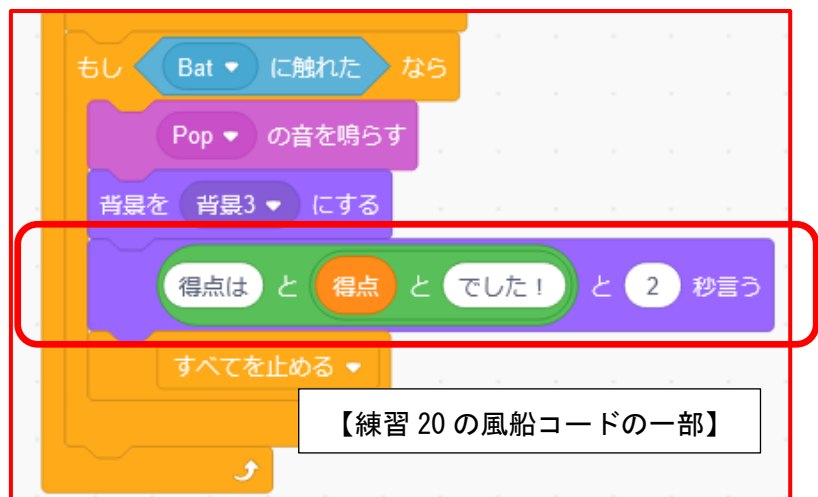 もし Bat に触れた なら
Pop の音を鳴らす
背景を 背景3 にする
得点は と 得点 と でした！ と 2 秒言う
すべてを止める
【練習 20 の風船コードの一部】